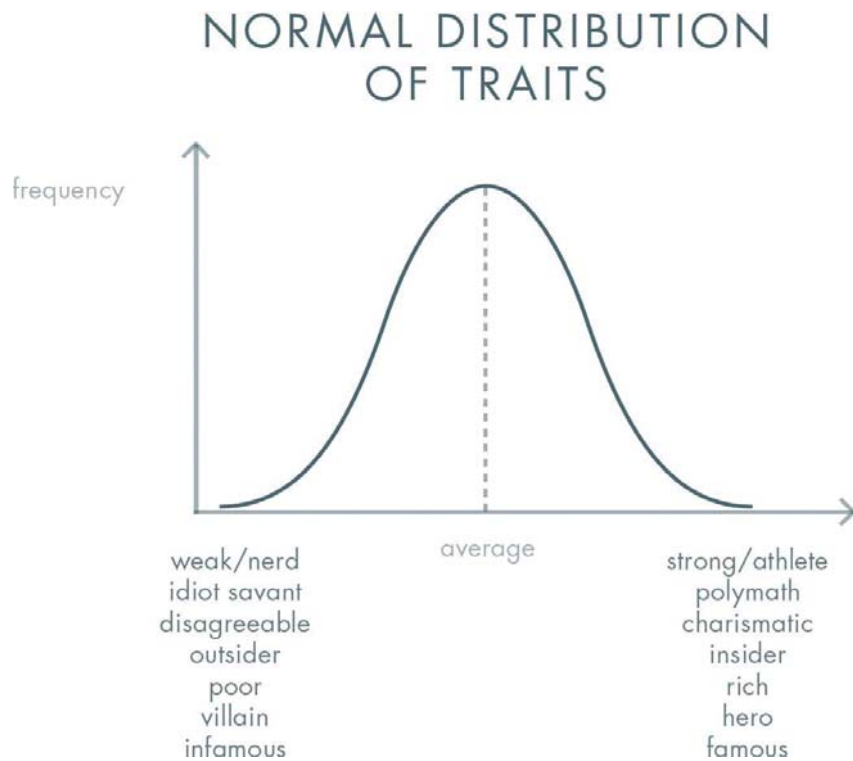 NORMAL DISTRIBUTION
OF TRAITS
frequency
average
weak/nerd
idiot savant
disagreeable
outsider
poor
villain
infamous
strong/athlete
polymath
charismatic
insider
rich
hero
famous